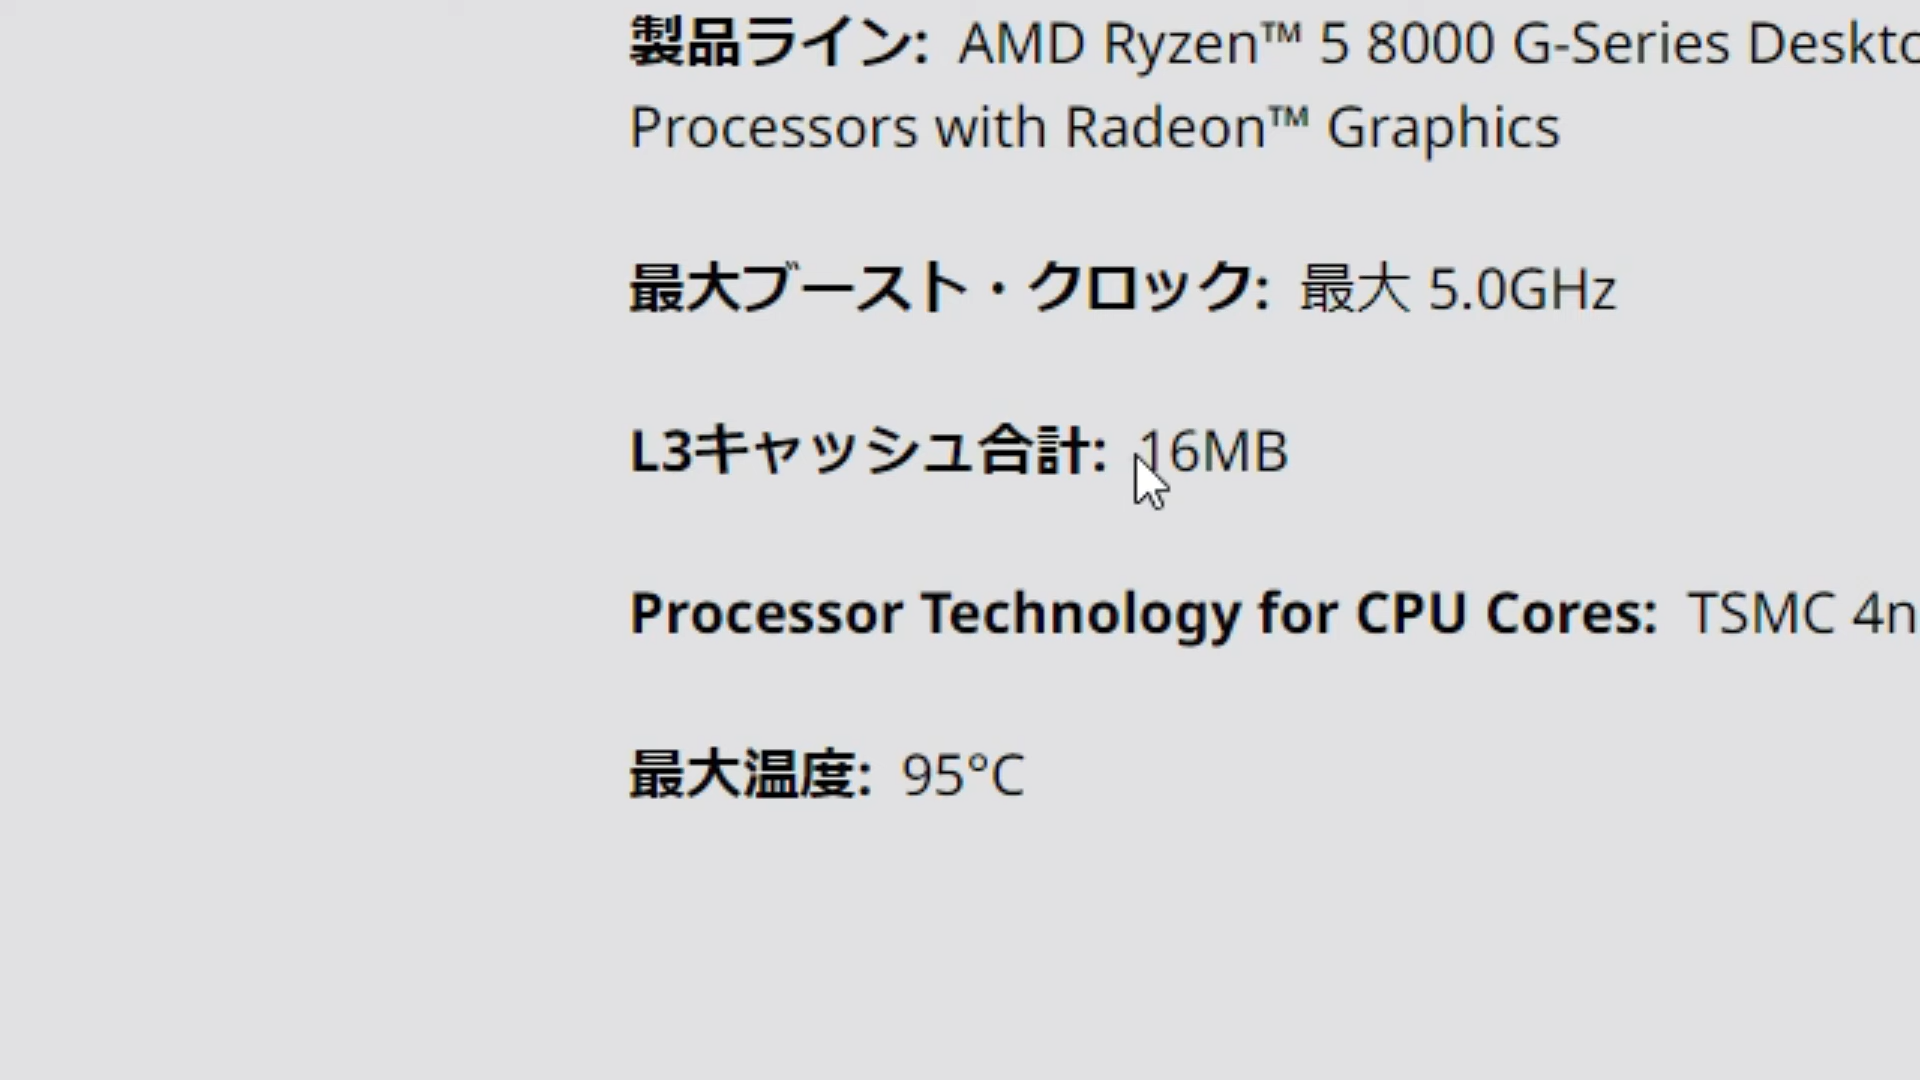 製品ライン: AMD Ryzen™ 5 8000 G-Series
Processors with Radeon™ Graphics
最大ブースト・クロック: 最大 5.0GHz
L3キャッシュ合計: 16MB
Processor Technology for CPU Cores: TSMC
最大温度: 95°C